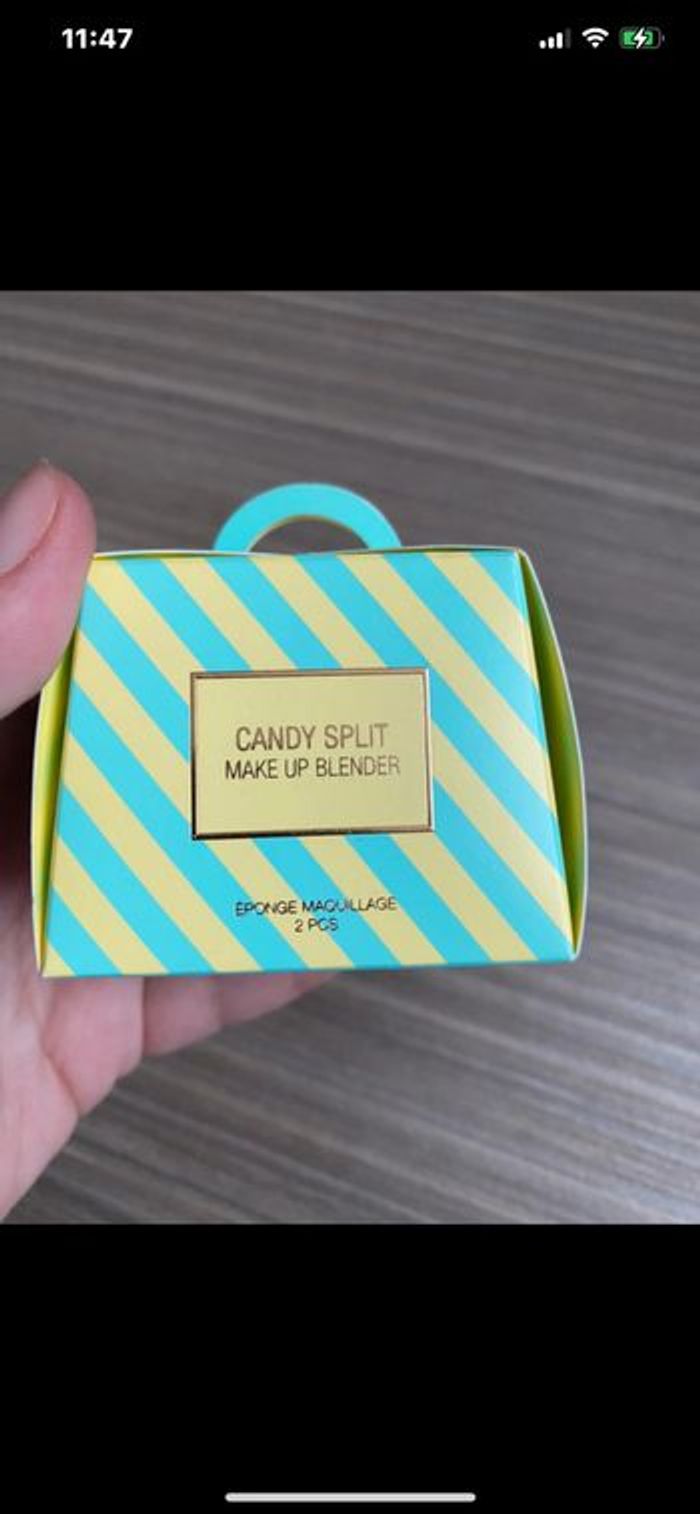 11:47
CANDY SPLIT
MAKE UP BLENDER
ÉPONGE MAQUILLAGE
2 PCS